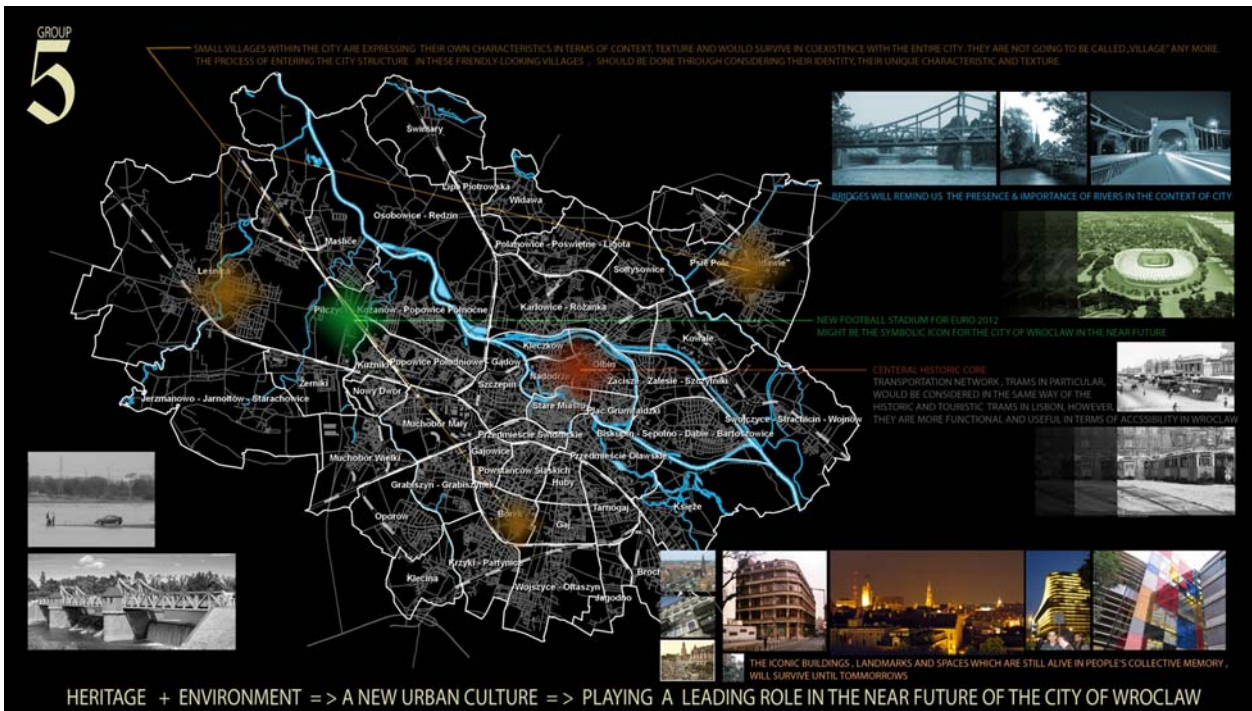 GROUP
5
SMALL VILLAGES WITHIN THE CITY ARE EXPRESSING THEIR OWN CHARACTERISTICS IN TERMS OF CONTEXT, TEXTURE AND WOULD SURVIVE IN COEXISTENCE WITH THE ENTIRE CITY .THEY ARE NOT GOING TO BE CALLED „VILLAGE" ANY MORE.
THE PROCESS OF ENTERING THE CITY STRUCTURE IN THESE FRIENDLY-LOOKING VILLAGES , SHOULD BE DONE THROUGH CONSIDERING THEIR IDENTITY, THEIR UNIQUE CHARACTERISTIC AND TEXTURE.
Świniary
Lipa Piotrowska
Widawa
BRIDGES WILL REMIND US THE PRESENCE & IMPORTANCE OF RIVERS IN THE CONTEXT OF CITY
Osobowice - Rędzin
Maślice
Polanowice - Poświętne - Ligota
Sołtysowice
Psie Pole
Leśnica
Karłowice - Różanka
Pilczyce - Kozanów - Popowice Północne
NEW FOOTBALL STADIUM FOR EURO 2012
MIGHT BE THE SYMBOLIC ICON FOR THE CITY OF WROCLAW IN THE NEAR FUTURE
Kleczków
Kowale
Kuźniki
Popowice Południowe - Gądów
Ołbin
CENTERAL HISTORIC CORE
Nadodrze
Żerniki
Nowy Dwór
Szczepin
Zacisze - Zalesie - Szczytniki
TRANSPORTATION NETWORK , TRAMS IN PARTICULAR,
WOULD BE CONSIDERED IN THE SAME WAY OF THE
HISTORIC AND TOURISTIC TRAMS IN LISBON, HOWEVER,
THEY ARE MORE FUNCTIONAL AND USEFUL IN TERMS OF ACCSSIBILITY IN WROCLAW
Jerzmanowo - Jarnołtów - Starachowice
Stare Miasto
Plac Grunwaldzki
Swojczyce - Strachocin - Wojnów
Muchobór Mały
Przedmieście Świdnickie
Biskupin - Sępolno - Dąbie - Bartoszowice
Gajowice
Przedmieście Oławskie
Muchobór Wielki
Powstańców Śląskich
Grabiszyn - Grabiszynek
Huby
Tarnogaj
Księże
Oporów
Borek
Gaj
Krzyki - Partynice
Klecina
Wojszyce - Ołtaszyn
Broch
Jagodno
THE ICONIC BUILDINGS , LANDMARKS AND SPACES WHICH ARE STILL ALIVE IN PEOPLE'S COLLECTIVE MEMORY ,
WILL SURVIVE UNTIL TOMMORROWS
HERITAGE + ENVIRONMENT = > A NEW URBAN CULTURE = > PLAYING A LEADING ROLE IN THE NEAR FUTURE OF THE CITY OF WROCLAW